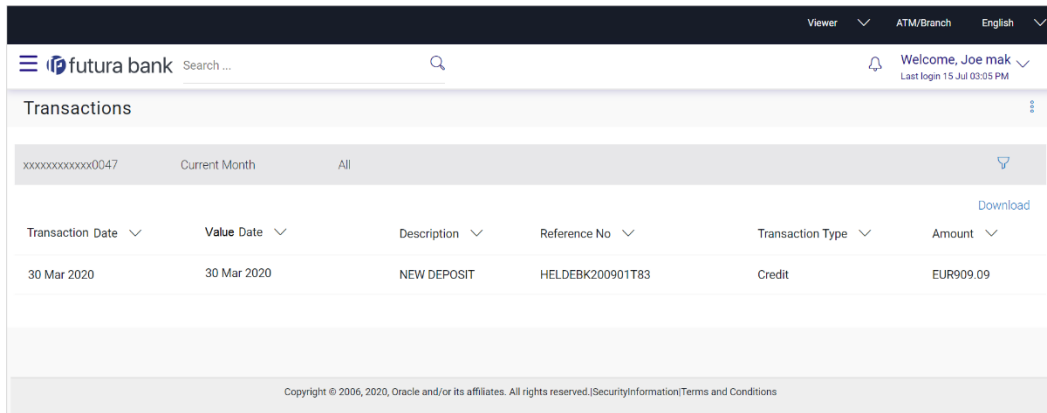 Viewer ATM/Branch English
futura bank Search ... Welcome, Joe mak
Last login 15 Jul 03:05 PM
Transactions
xxxxxxxxxxxx0047 Current Month All
Download
Transaction Date Value Date Description Reference No Transaction Type Amount
30 Mar 2020 30 Mar 2020 NEW DEPOSIT HELDEBK200901T83 Credit EUR909.09
Copyright © 2006, 2020, Oracle and/or its affiliates. All rights reserved.|SecurityInformation|Terms and Conditions